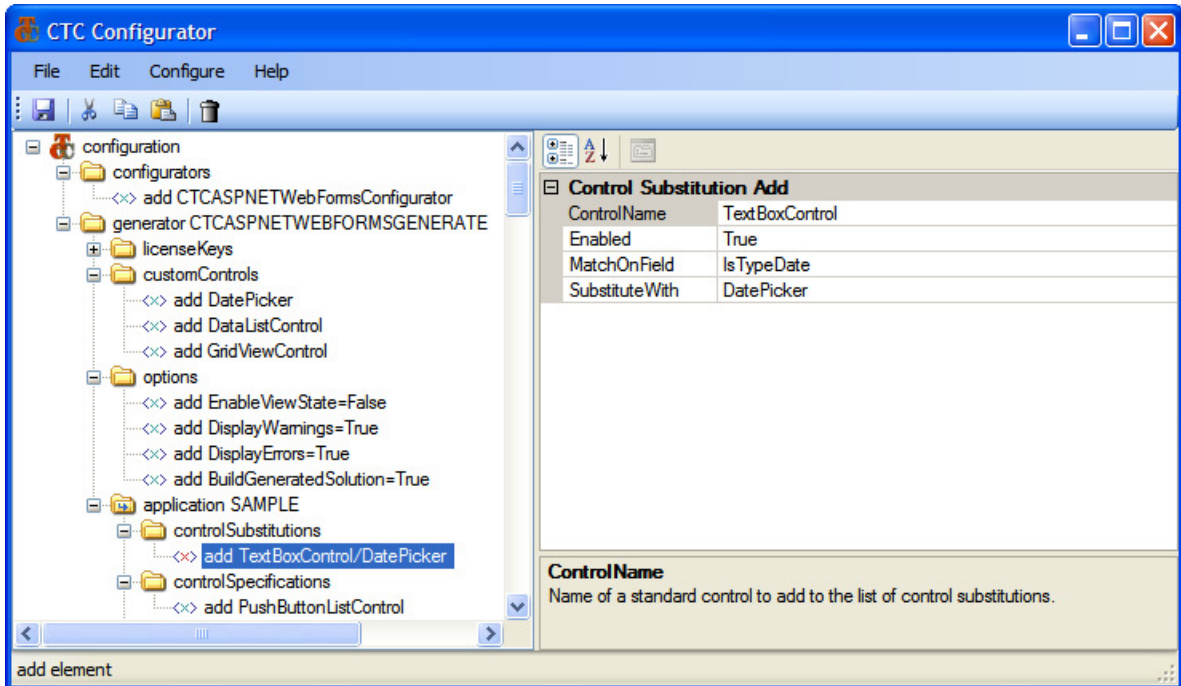 CTC Configurator
File Edit Configure Help
configuration
configurators
add CTCASPNETWebFormsConfigurator
generator CTCASPNETWEBFORMSGENERATE
licenseKeys
customControls
add DatePicker
add DataListControl
add GridViewControl
options
add EnableViewState=False
add DisplayWarnings=True
add DisplayErrors=True
add BuildGeneratedSolution=True
application SAMPLE
controlSubstitutions
add TextBoxControl/DatePicker
controlSpecifications
add PushButtonListControl
Control Substitution Add
ControlName TextBoxControl
Enabled True
MatchOnField IsTypeDate
SubstituteWith DatePicker
ControlName
Name of a standard control to add to the list of control substitutions.
add element